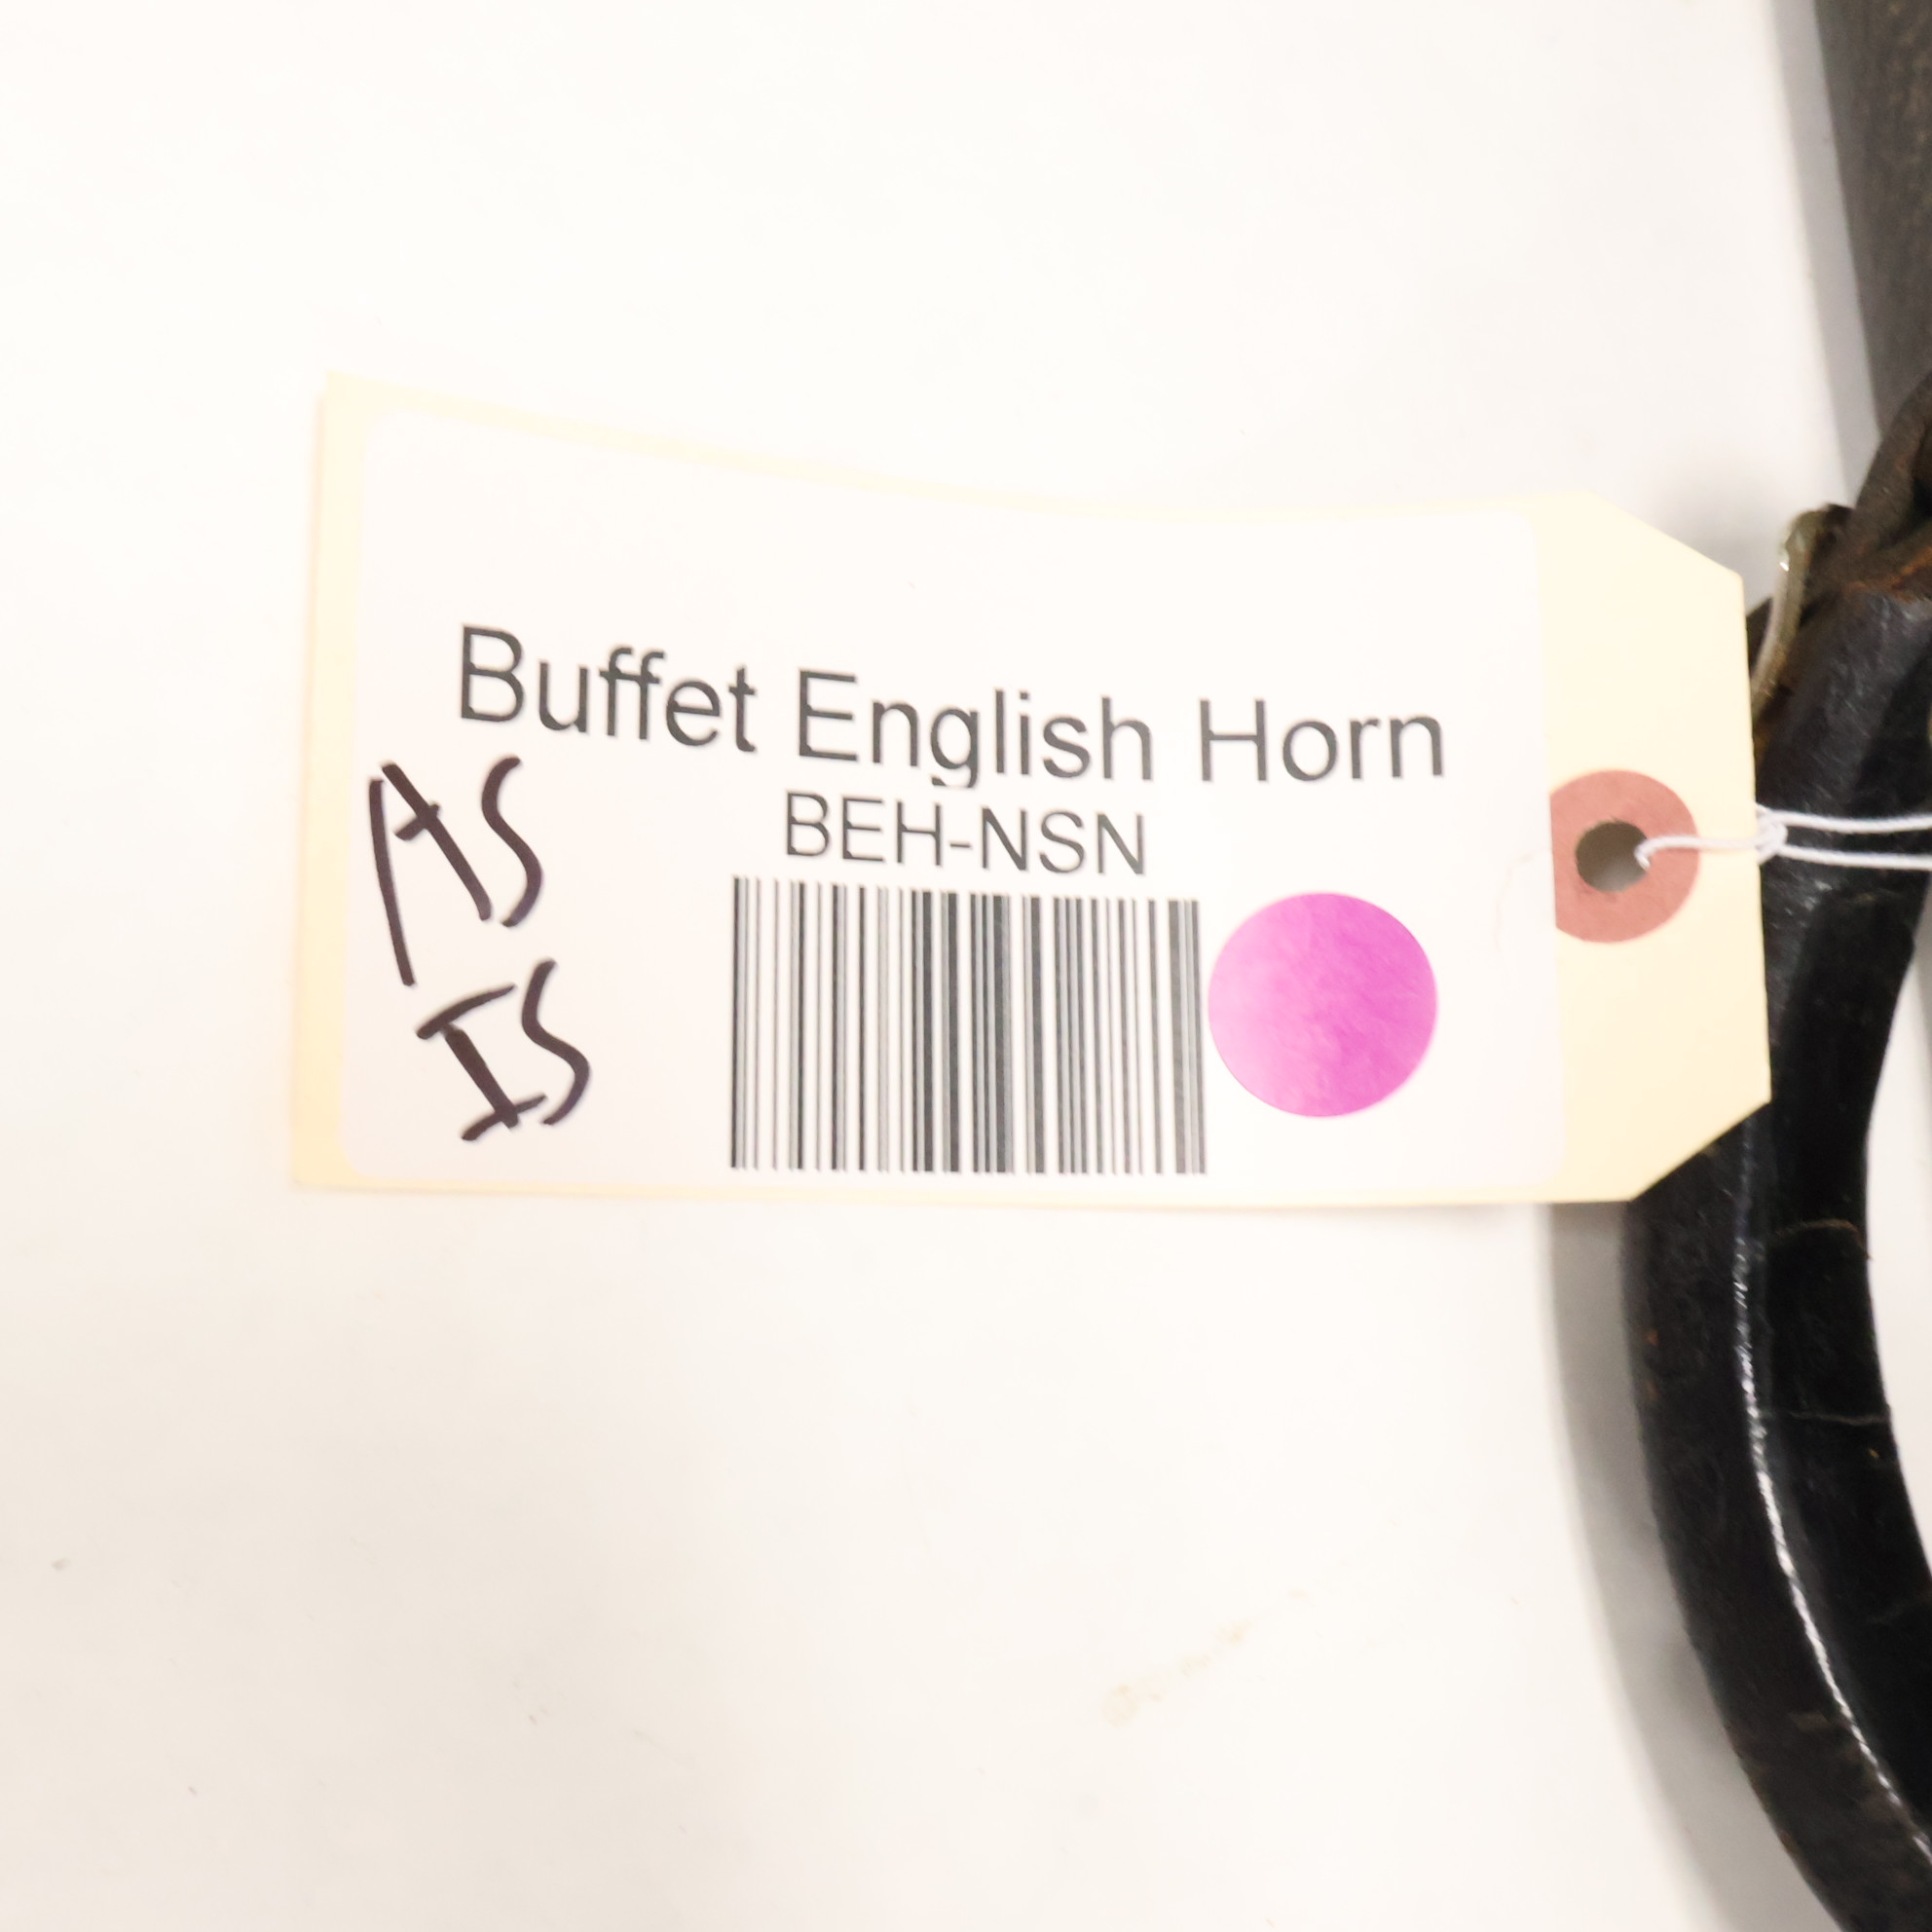 Buffet English Horn
BEH-NSN
AS
IS